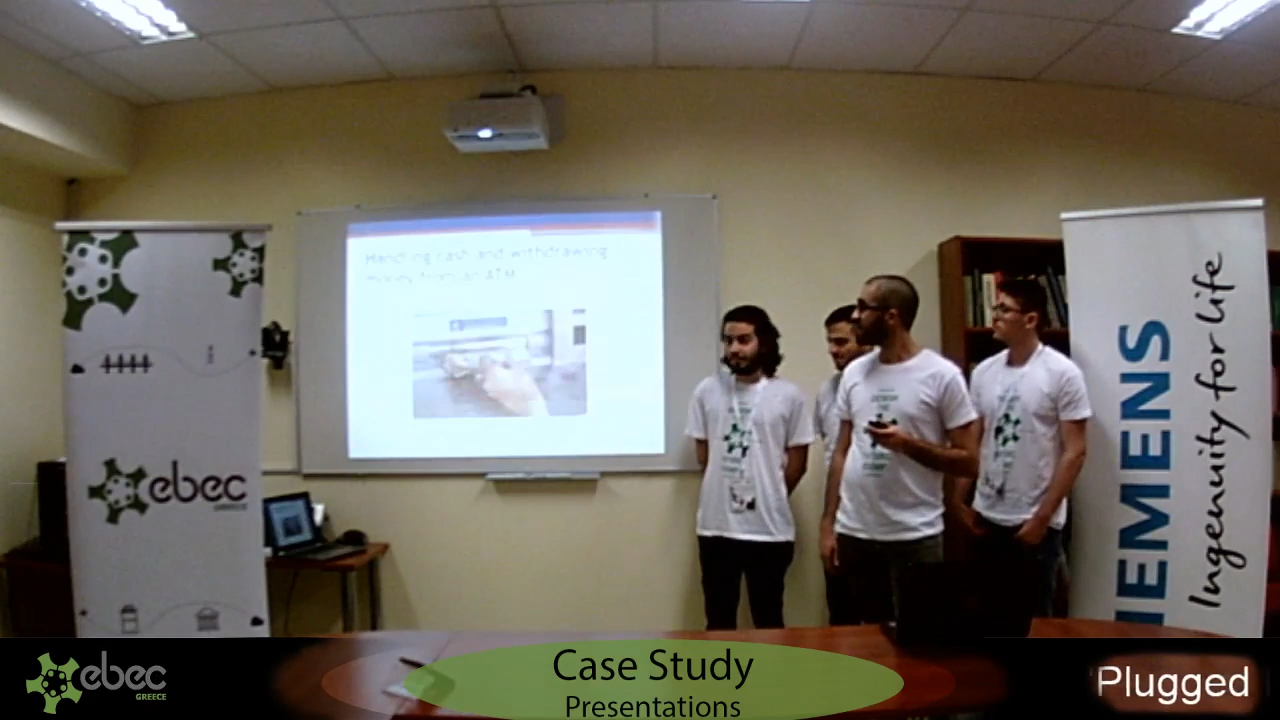 Handling cash and withdrawing
money from an ATM
ebec
GREECE
SIEMENS
Ingenuity for life
ebec
GREECE
Case Study
Presentations
Plugged